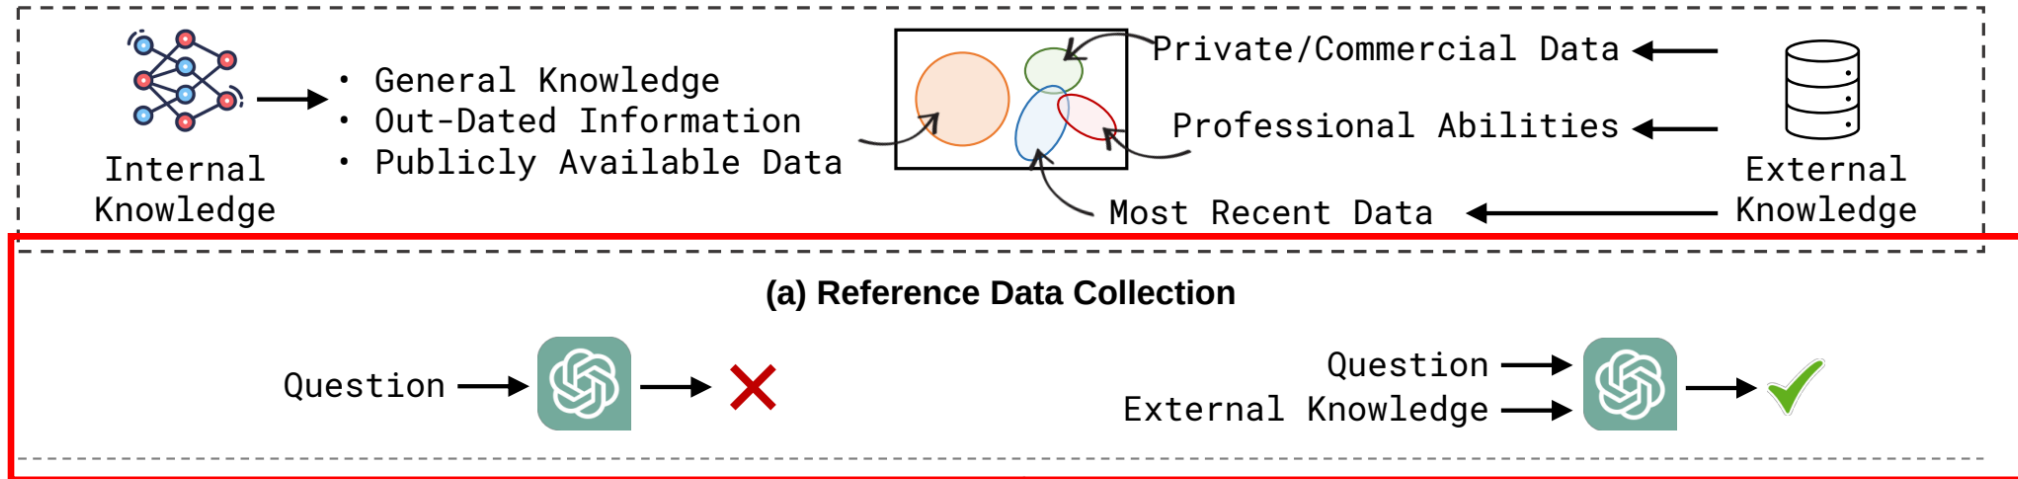 Internal
Knowledge
• General Knowledge
• Out-Dated Information
• Publicly Available Data
Private/Commercial Data
Professional Abilities
Most Recent Data
External
Knowledge
(a) Reference Data Collection
Question
Question
External Knowledge